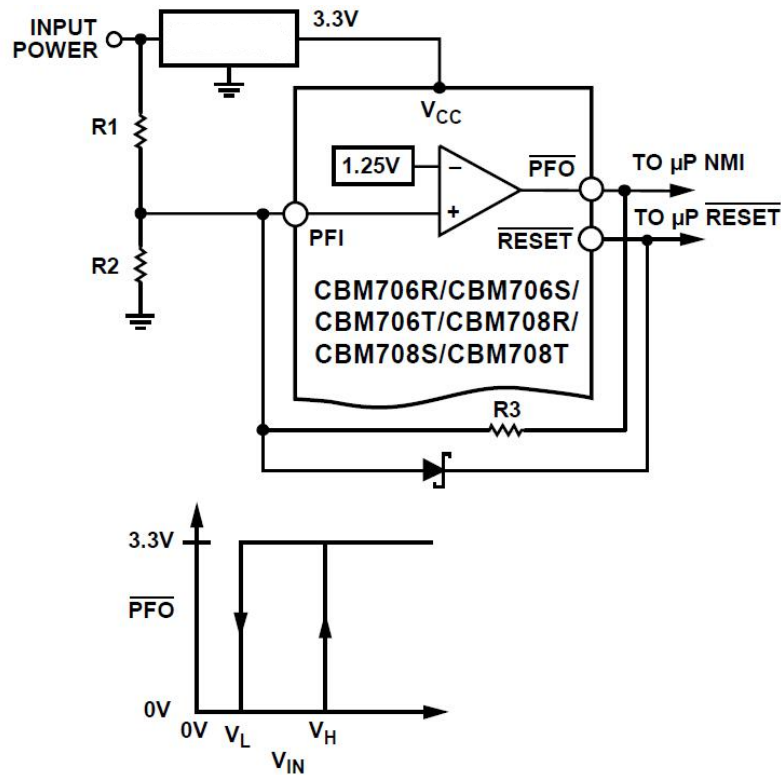 INPUT
POWER
3.3V
R1
VCC
1.25V
−
+
PFO
TO µP NMI
TO µP RESET
PFI
RESET
R2
CBM706R/CBM706S/
CBM706T/CBM708R/
CBM708S/CBM708T
R3
3.3V
PFO
0V
0V
VL
VH
VIN